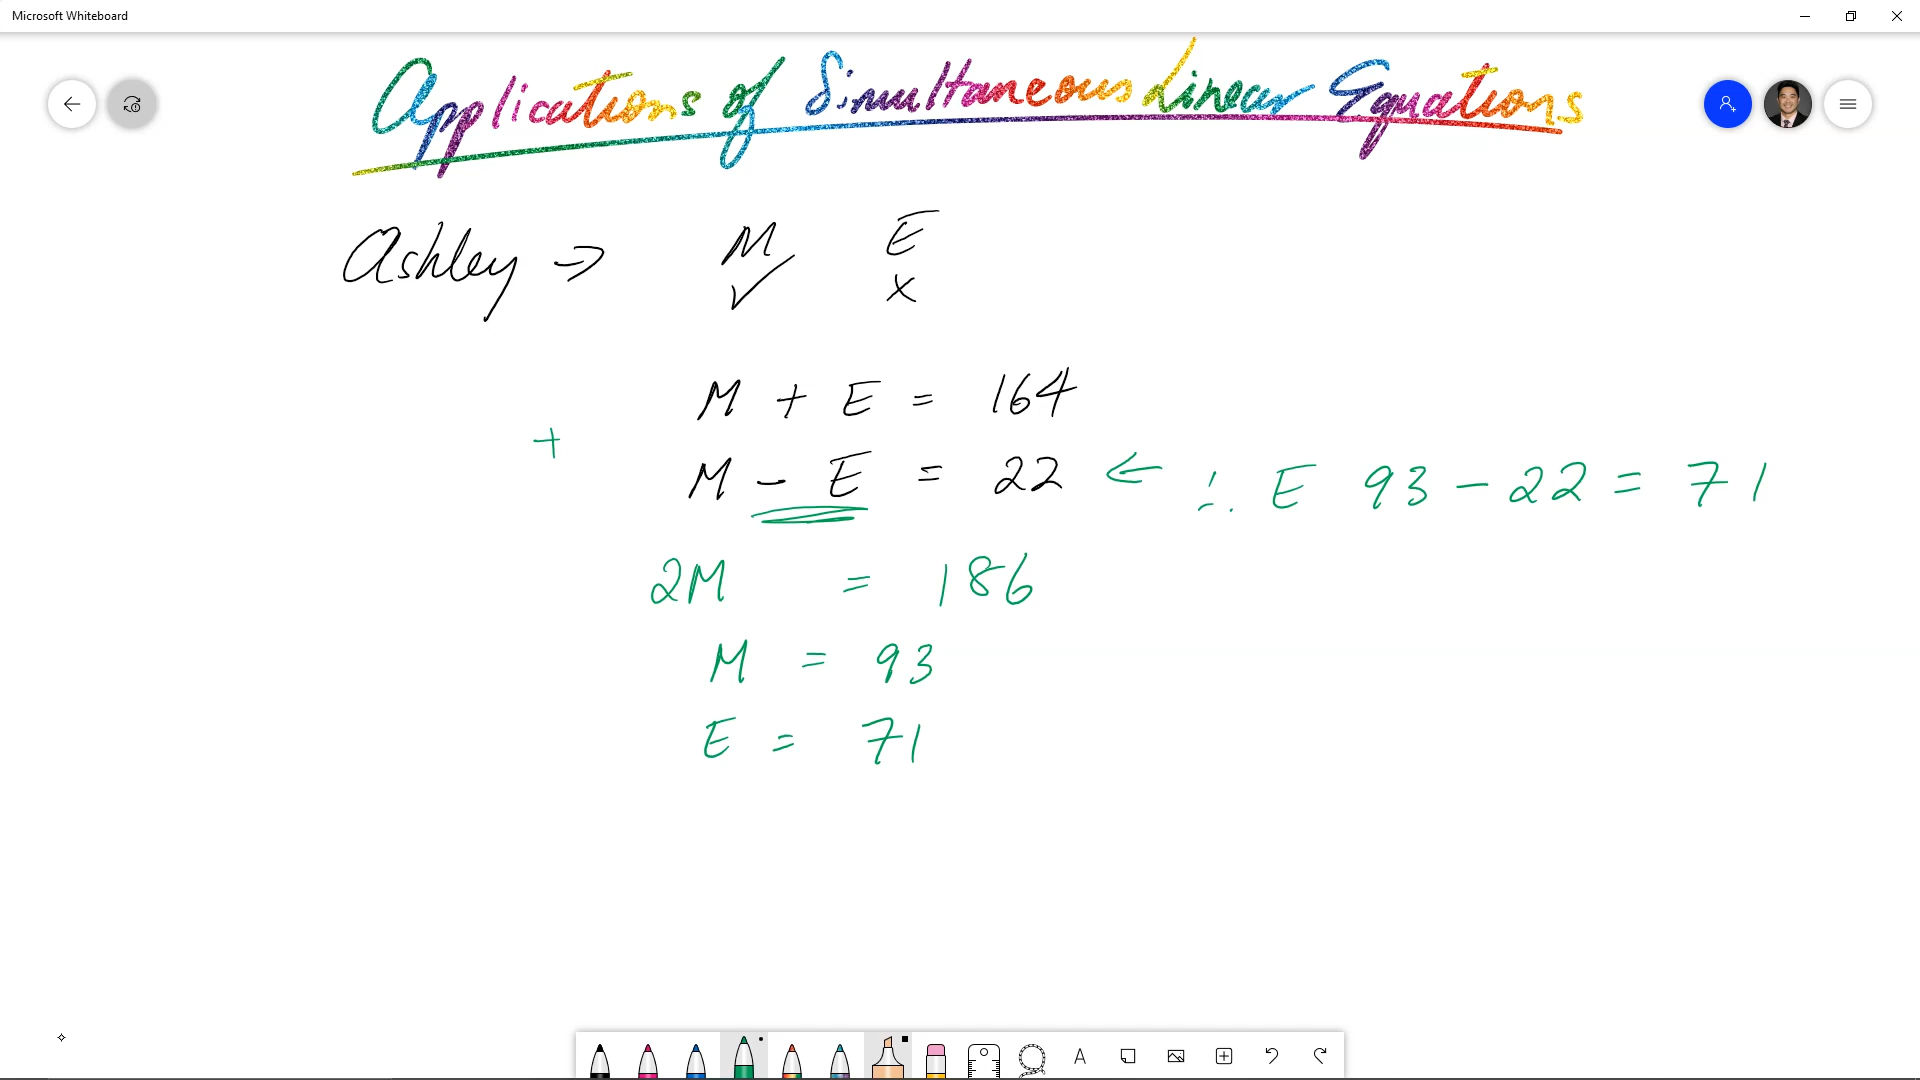 Microsoft Whiteboard
Applications of Simultaneous Linear Equations
Ashley → M E
✓ x
M + E = 164
+
M - E = 22 ← ∴ E 93 - 22 = 71
2M = 186
M = 93
E = 71
A